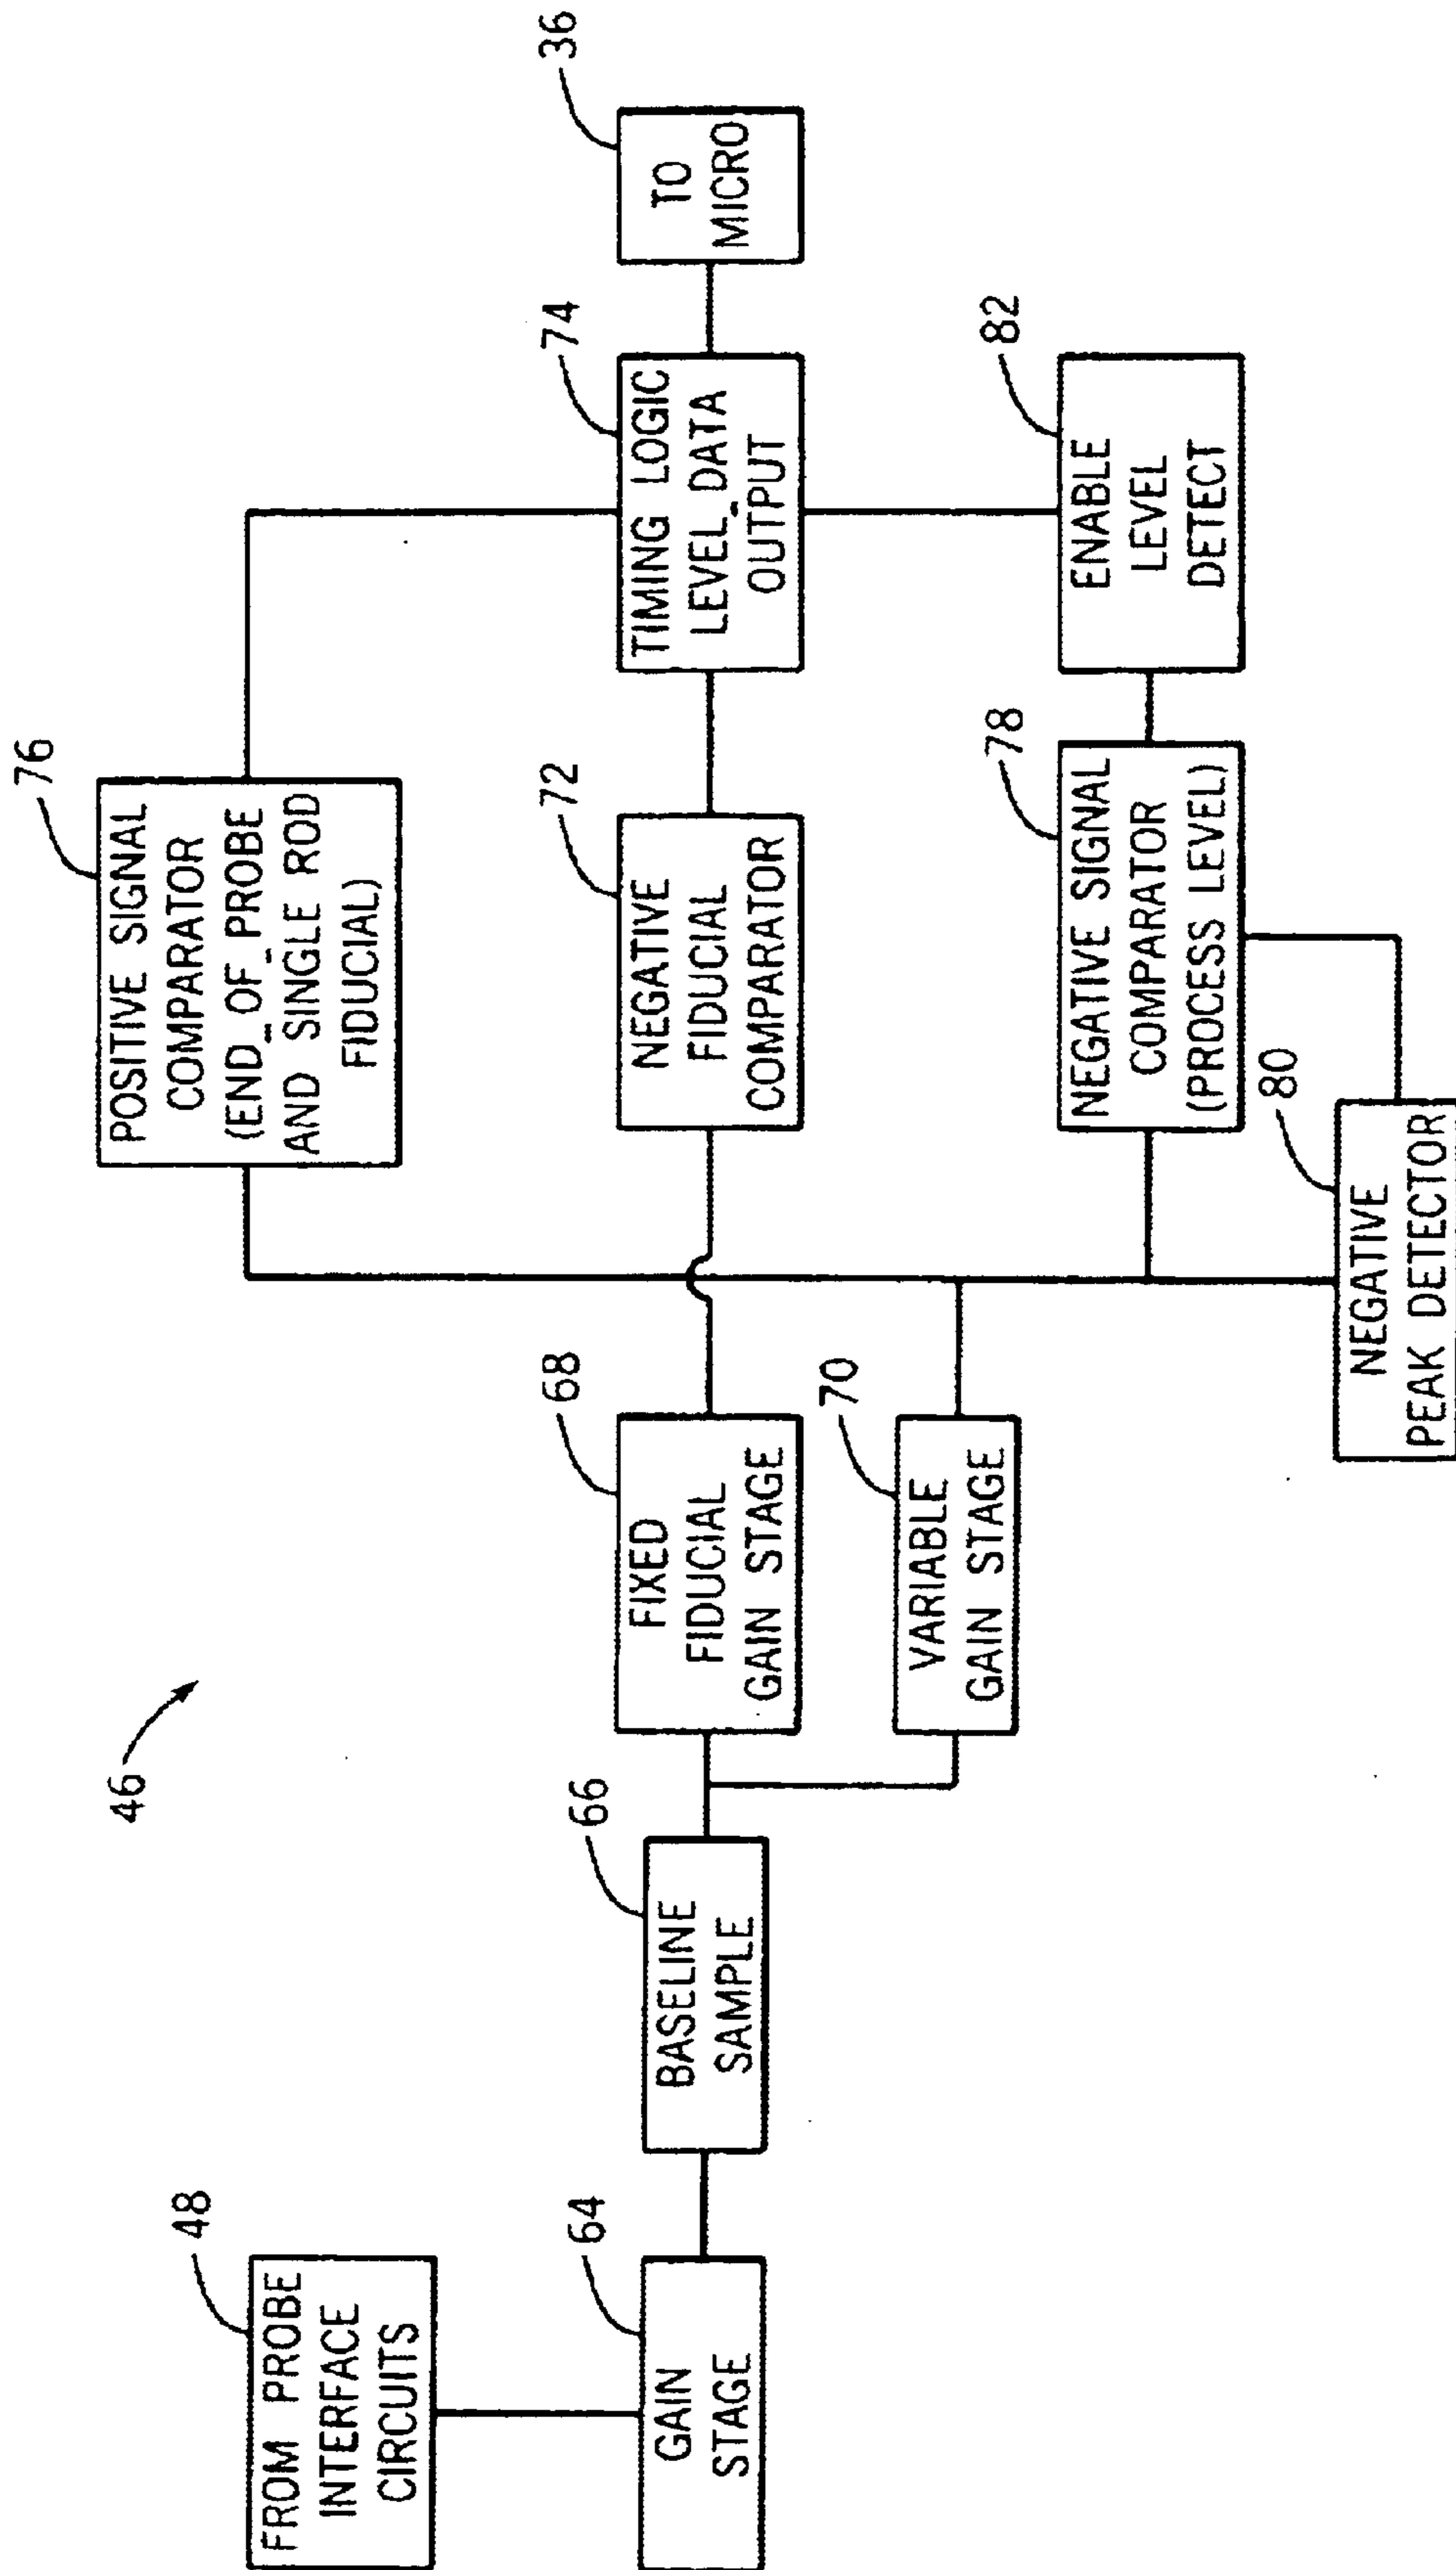 46
48
FROM PROBE
INTERFACE
CIRCUITS
64
GAIN
STAGE
66
BASELINE
SAMPLE
68
FIXED
FIDUCIAL
GAIN STAGE
70
VARIABLE
GAIN STAGE
76
POSITIVE SIGNAL
COMPARATOR
(END_OF_PROBE
AND SINGLE ROD
FIDUCIAL)
72
NEGATIVE
FIDUCIAL
COMPARATOR
78
NEGATIVE SIGNAL
COMPARATOR
(PROCESS LEVEL)
80
NEGATIVE
PEAK DETECTOR
74
TIMING LOGIC
LEVEL_DATA
OUTPUT
82
ENABLE
LEVEL
DETECT
36
TO
MICRO